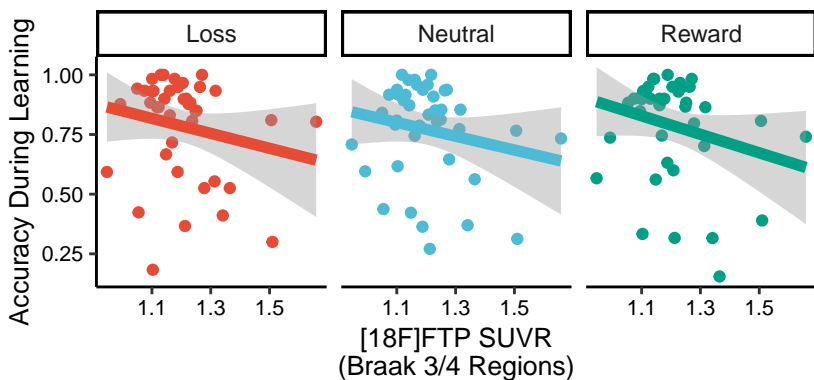 Loss
Neutral
Reward
Accuracy During Learning
1.00
0.75
0.50
0.25
1.1
1.3
1.5
1.1
1.3
1.5
1.1
1.3
1.5
[18F]FTP SUVR
(Braak 3/4 Regions)